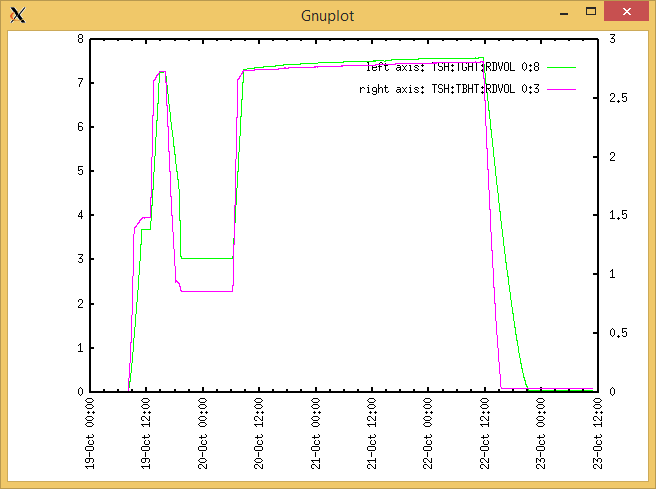 Gnuplot
left axis: TSH:TGHT:RDVOL 0:8
right axis: TSH:TBHT:RDVOL 0:3
8
7
6
5
4
3
2
1
0
3
2.5
2
1.5
1
0.5
0
19-Oct 00:00
19-Oct 12:00
20-Oct 00:00
20-Oct 12:00
21-Oct 00:00
21-Oct 12:00
22-Oct 00:00
22-Oct 12:00
23-Oct 00:00
23-Oct 12:00